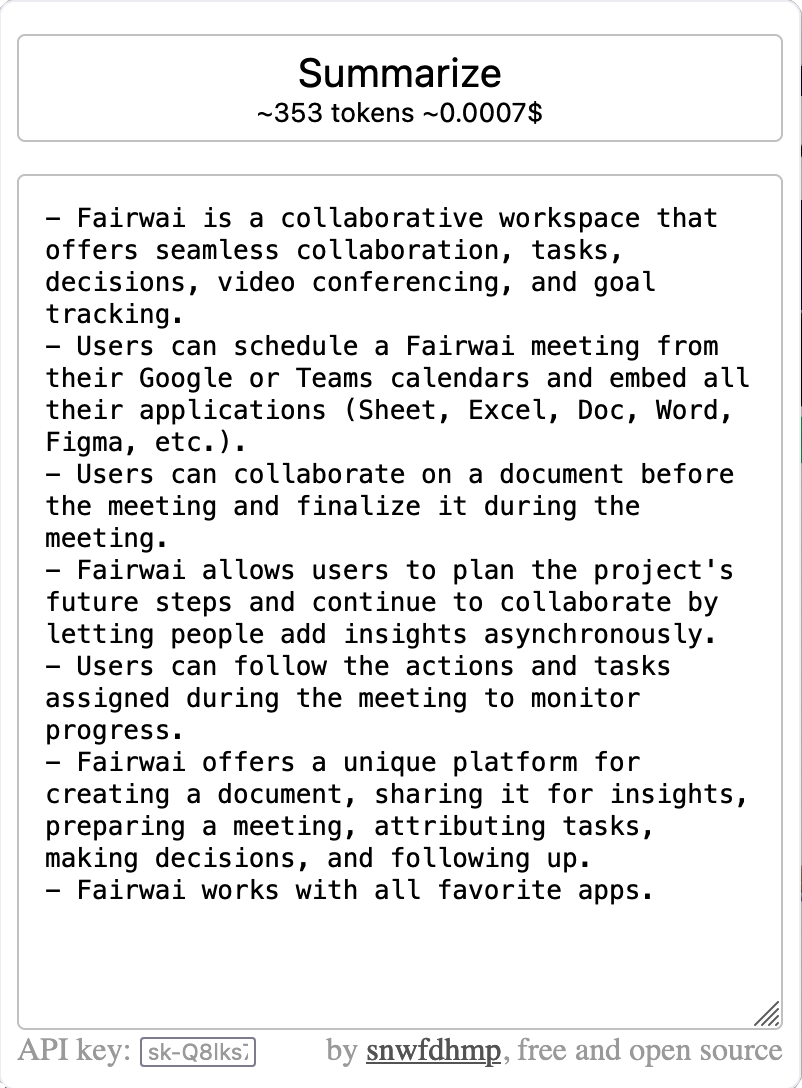 Summarize
~353 tokens ~0.0007$
- Fairwai is a collaborative workspace that
offers seamless collaboration, tasks,
decisions, video conferencing, and goal
tracking.
- Users can schedule a Fairwai meeting from
their Google or Teams calendars and embed all
their applications (Sheet, Excel, Doc, Word,
Figma, etc.).
- Users can collaborate on a document before
the meeting and finalize it during the
meeting.
- Fairwai allows users to plan the project's
future steps and continue to collaborate by
letting people add insights asynchronously.
- Users can follow the actions and tasks
assigned during the meeting to monitor
progress.
- Fairwai offers a unique platform for
creating a document, sharing it for insights,
preparing a meeting, attributing tasks,
making decisions, and following up.
- Fairwai works with all favorite apps.
API key: by snwfdhmp, free and open source